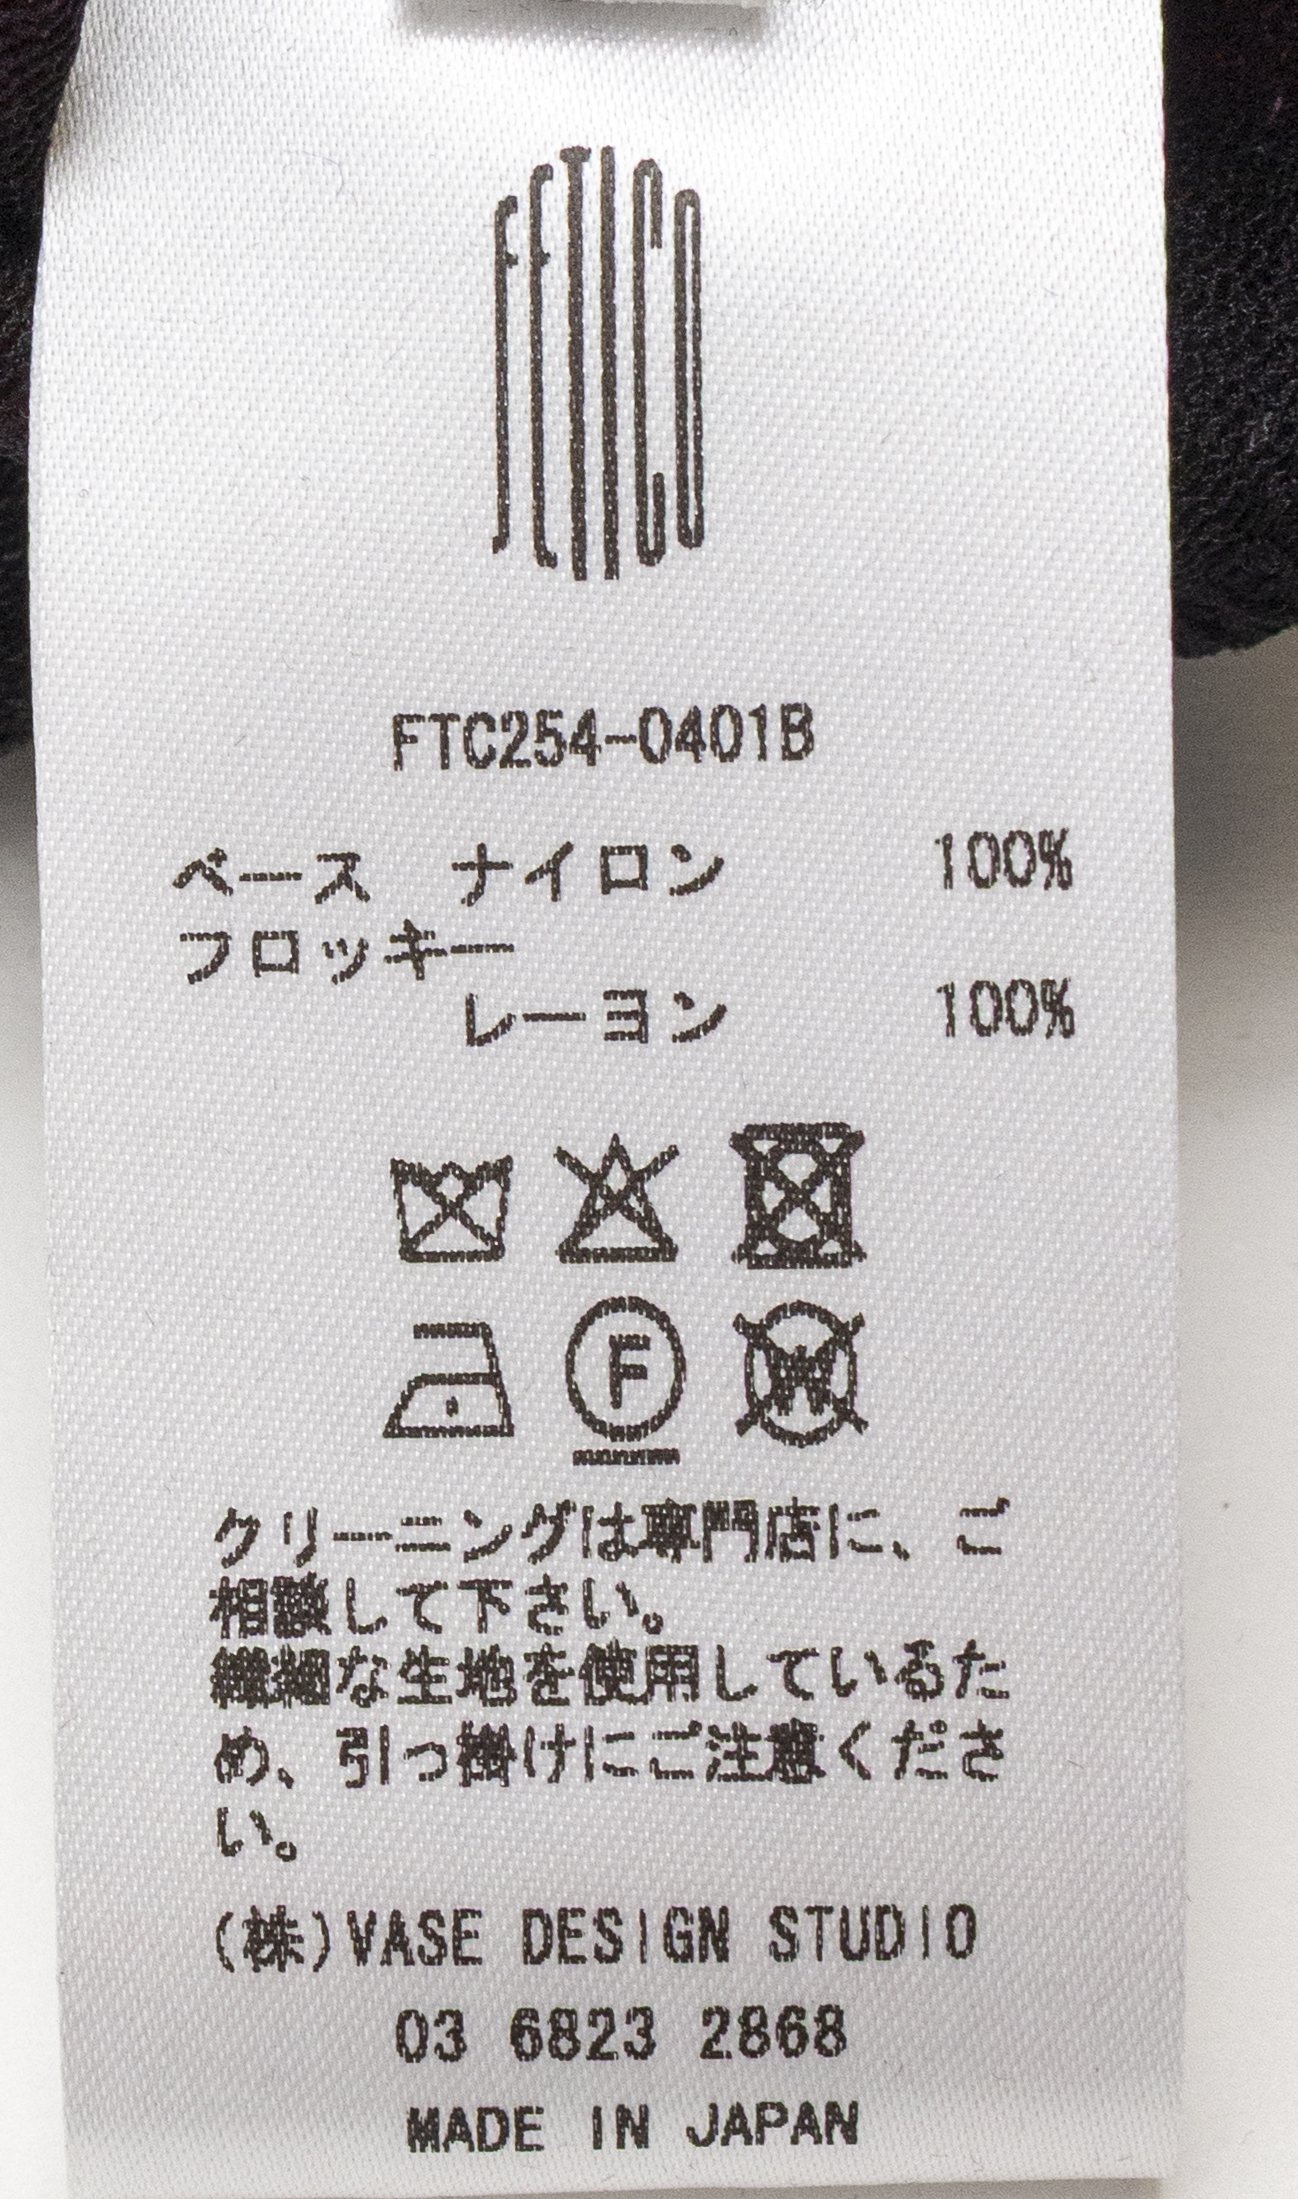 FETICO
FTC254-0401B
ベース ナイロン 100%
フロッキー
レーヨン 100%
F
W
クリーニングは専門店に、ご
相談して下さい。
繊細な生地を使用しているた
め、引っ掛けにご注意くださ
い。
(株)VASE DESIGN STUDIO
03 6823 2868
MADE IN JAPAN